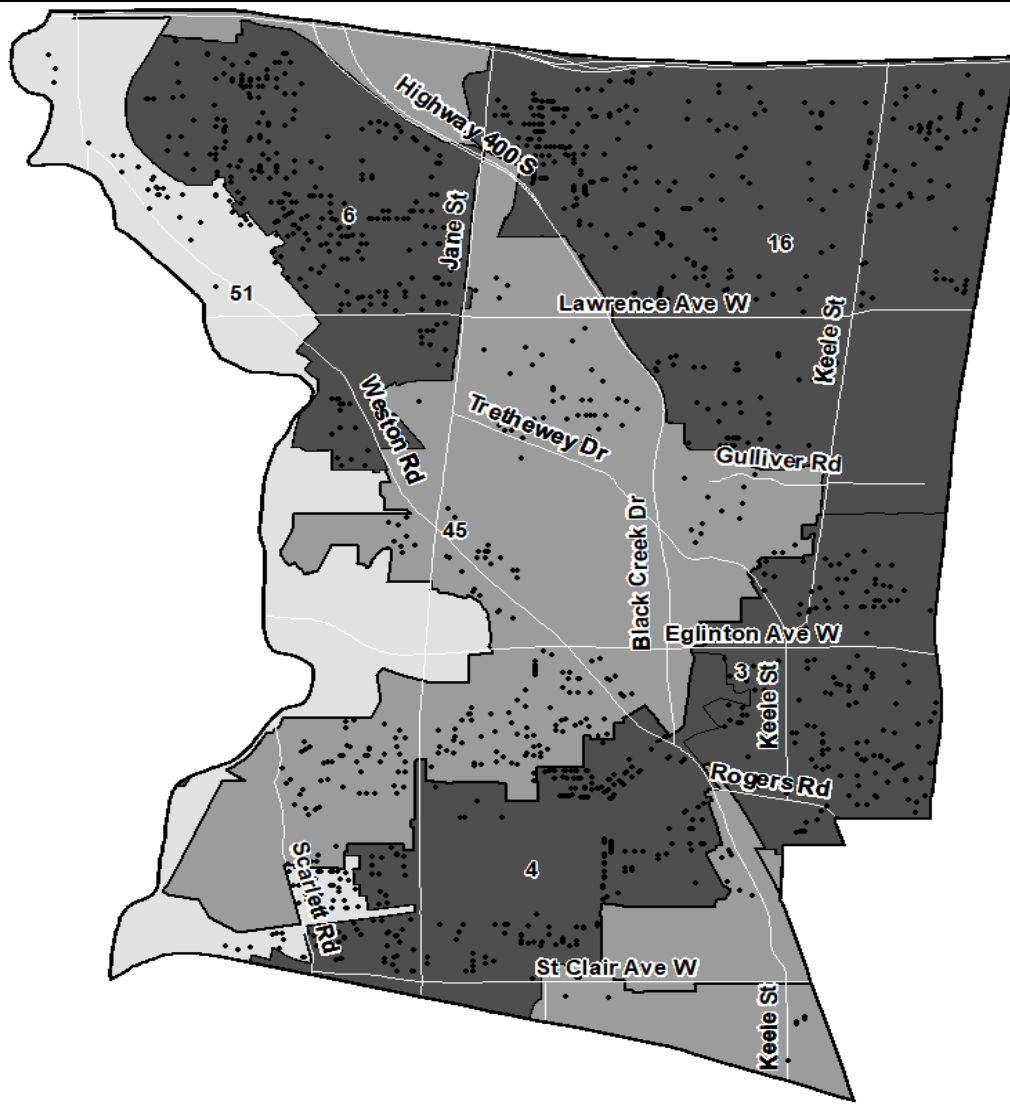 Highway 400 S
6
Jane St
16
51
Lawrence Ave W
Keele St
Weston Rd
Trethewey Dr
Gulliver Rd
45
Black Creek Dr
Eglinton Ave W
3
Keele St
Rogers Rd
Scarlett Rd
4
St Clair Ave W
Keele St